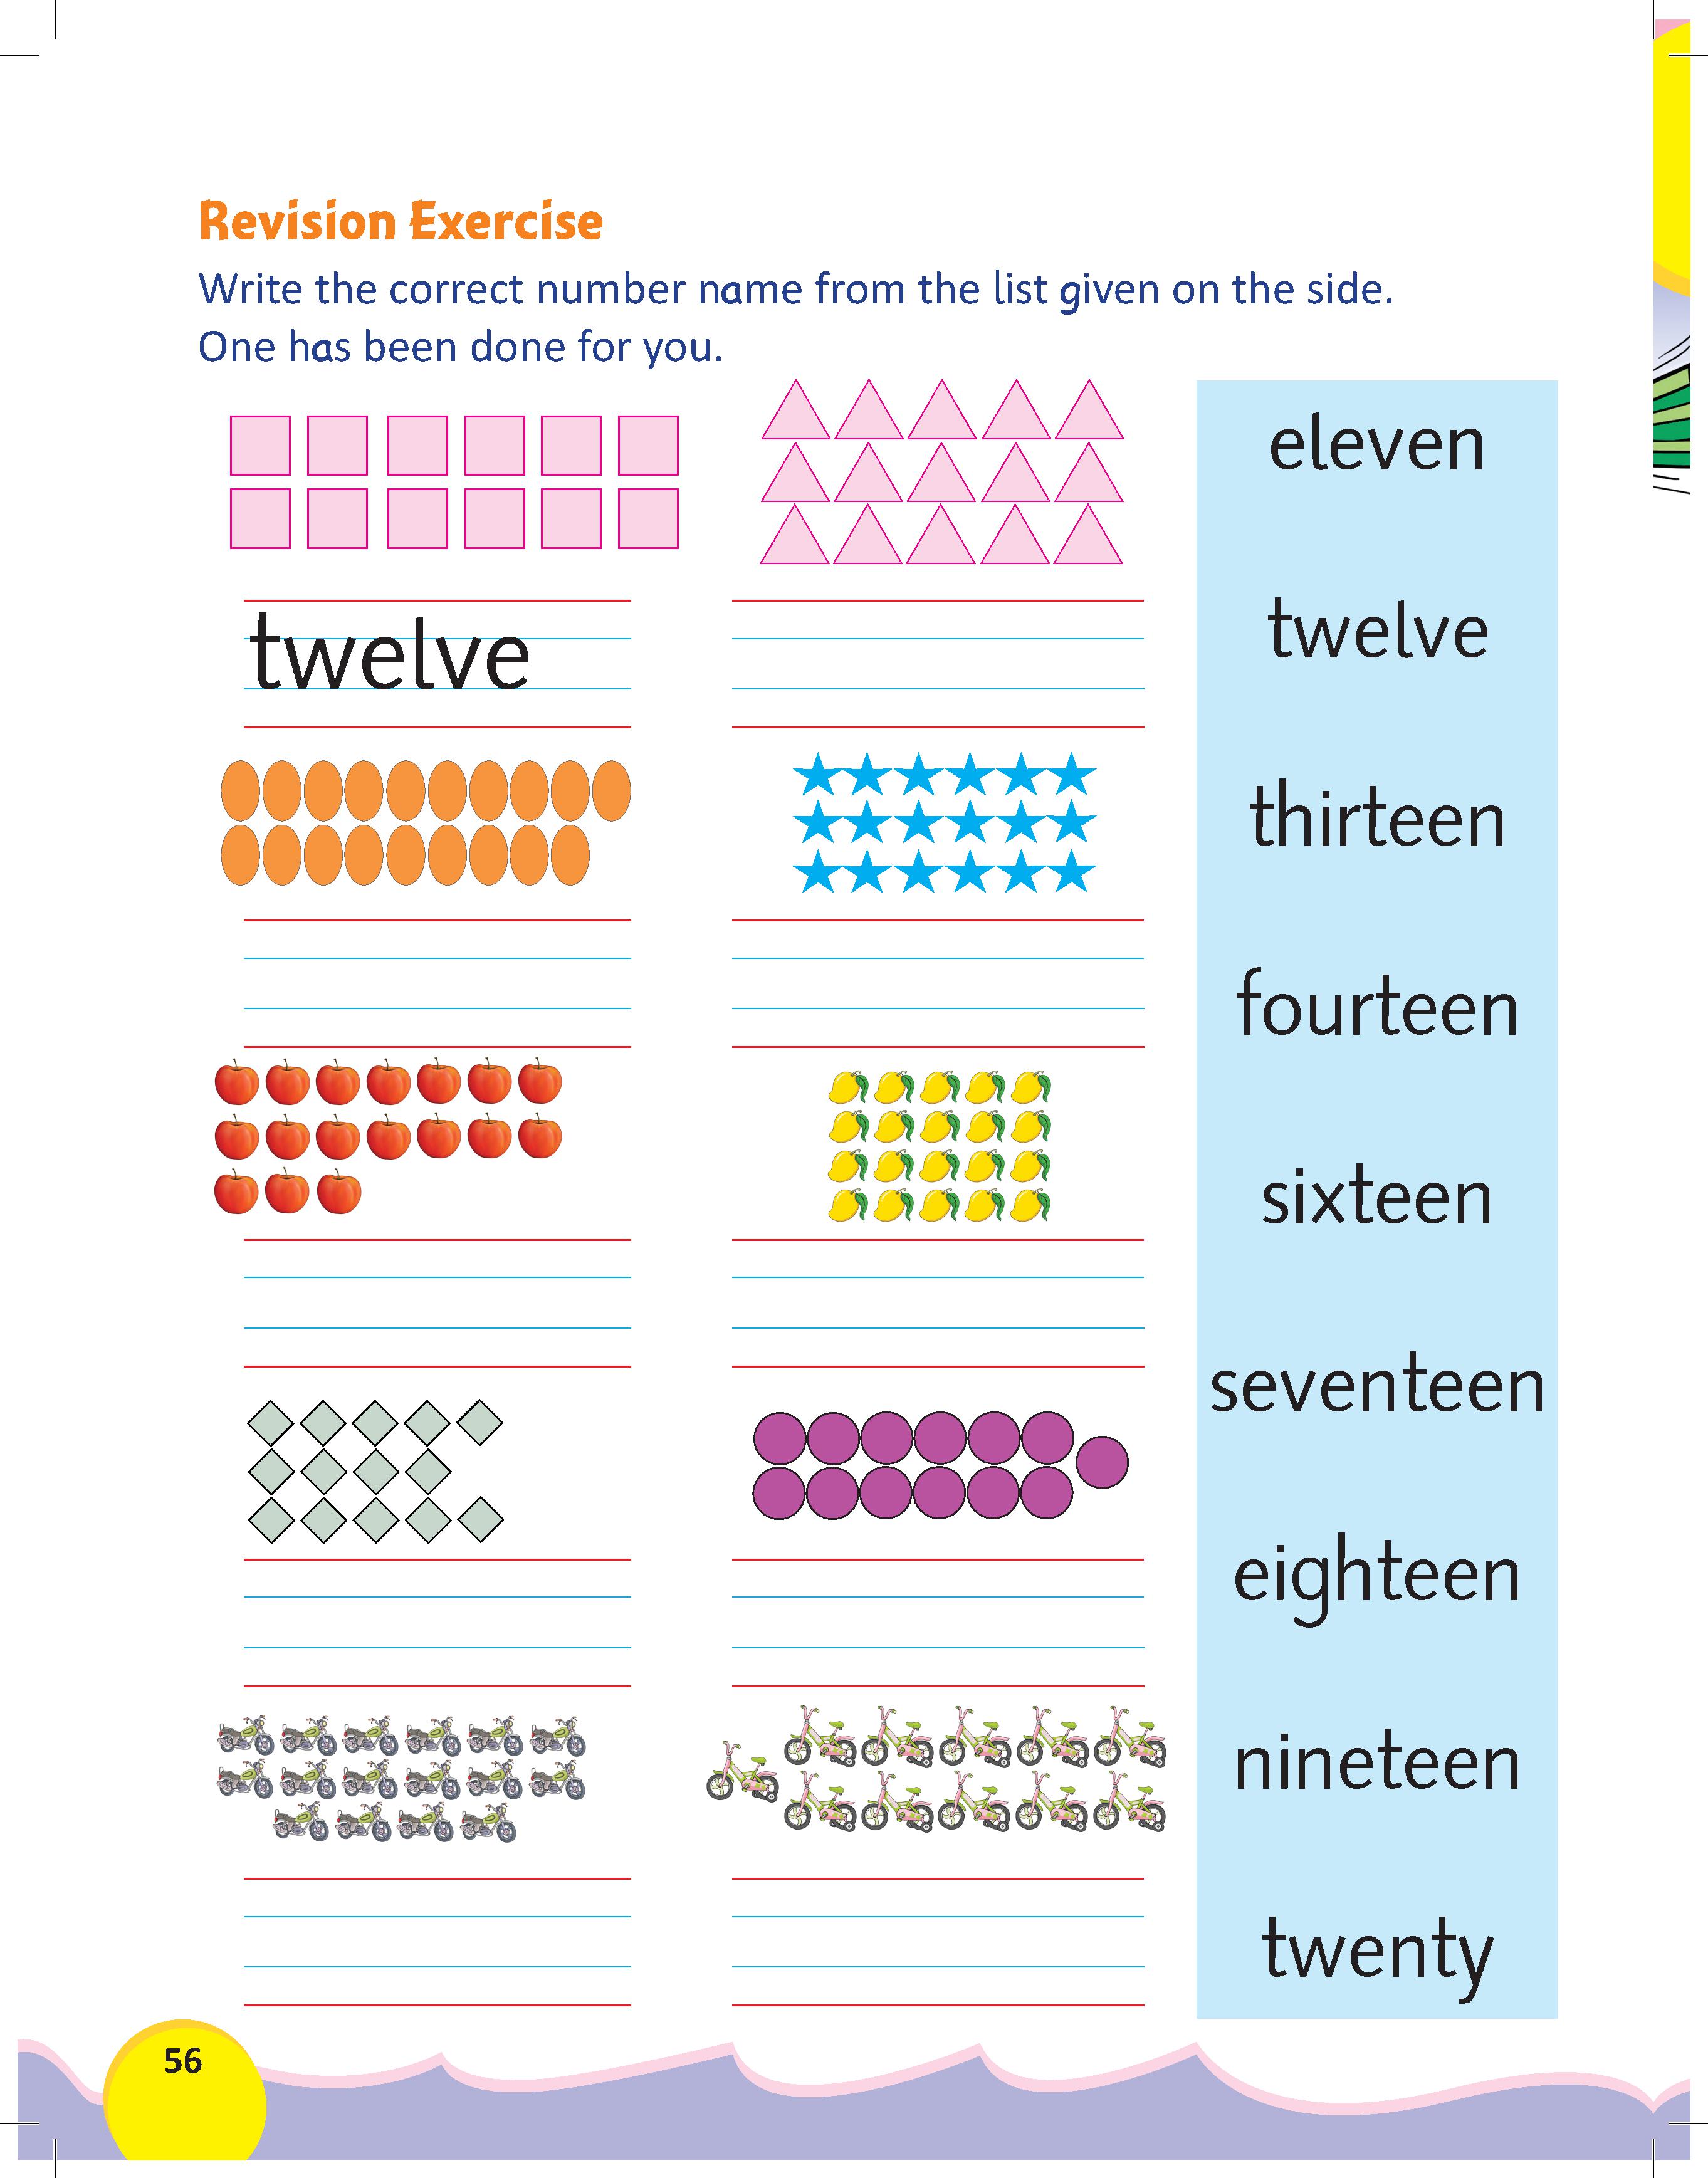 Revision Exercise
Write the correct number name from the list given on the side.
One has been done for you.
twelve
eleven
twelve
thirteen
fourteen
sixteen
seventeen
eighteen
nineteen
twenty
56